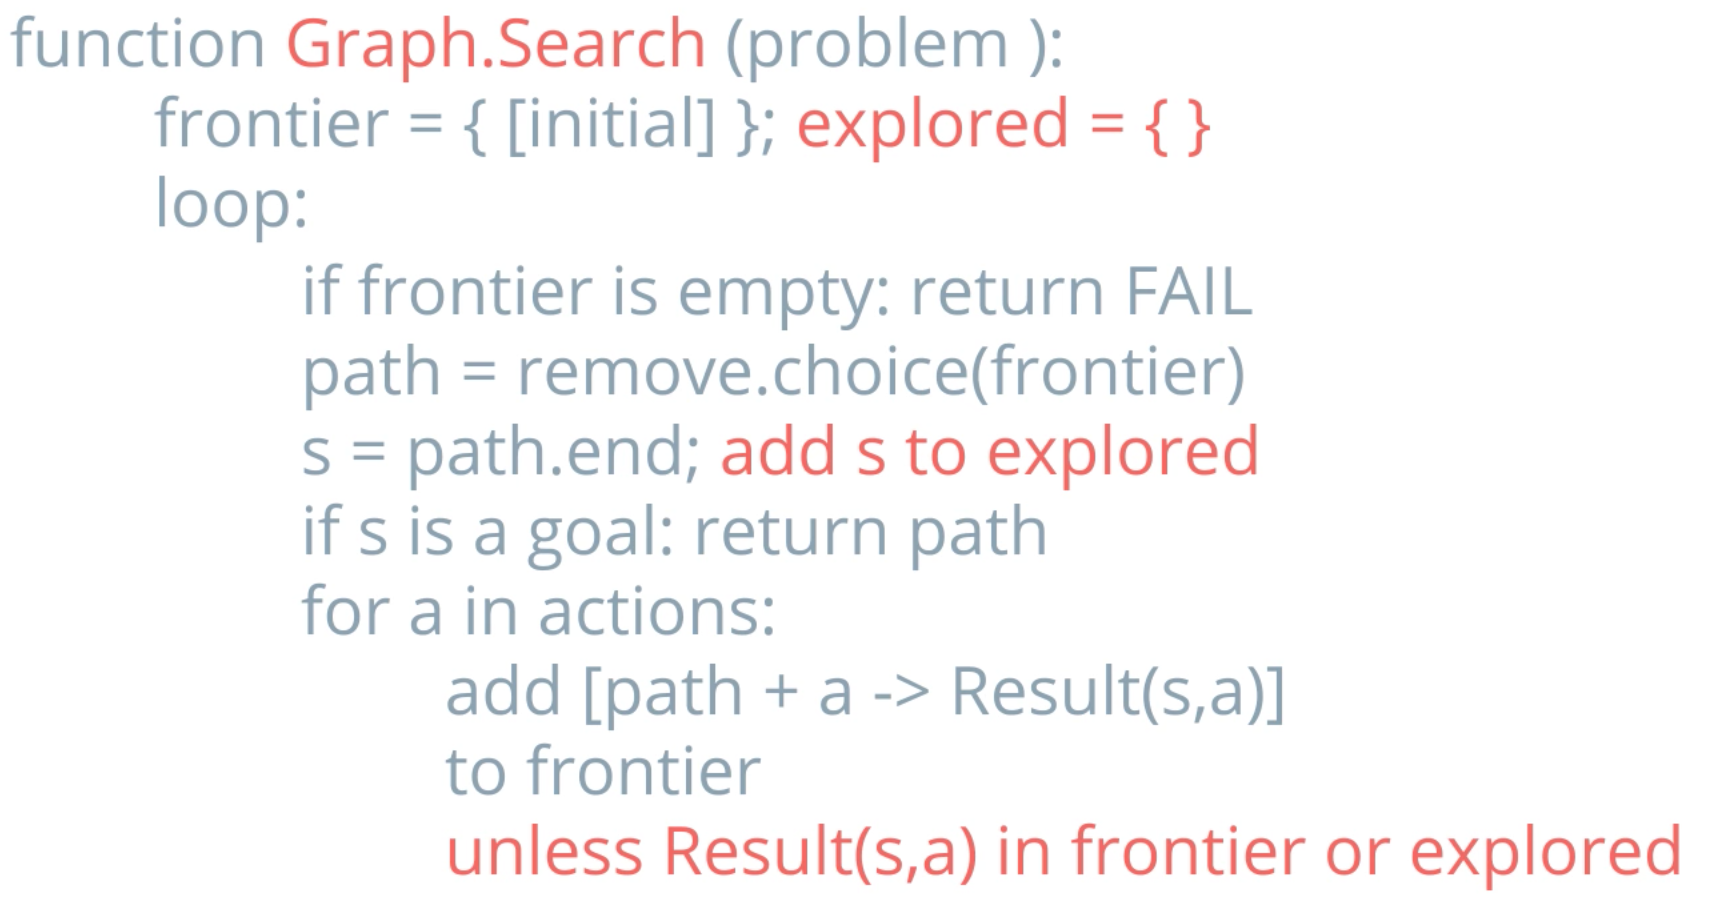 function Graph.Search (problem ):
frontier = { [initial] }; explored = { }
loop:
if frontier is empty: return FAIL
path = remove.choice(frontier)
s = path.end; add s to explored
if s is a goal: return path
for a in actions:
add [path + a -> Result(s,a)]
to frontier
unless Result(s,a) in frontier or explored